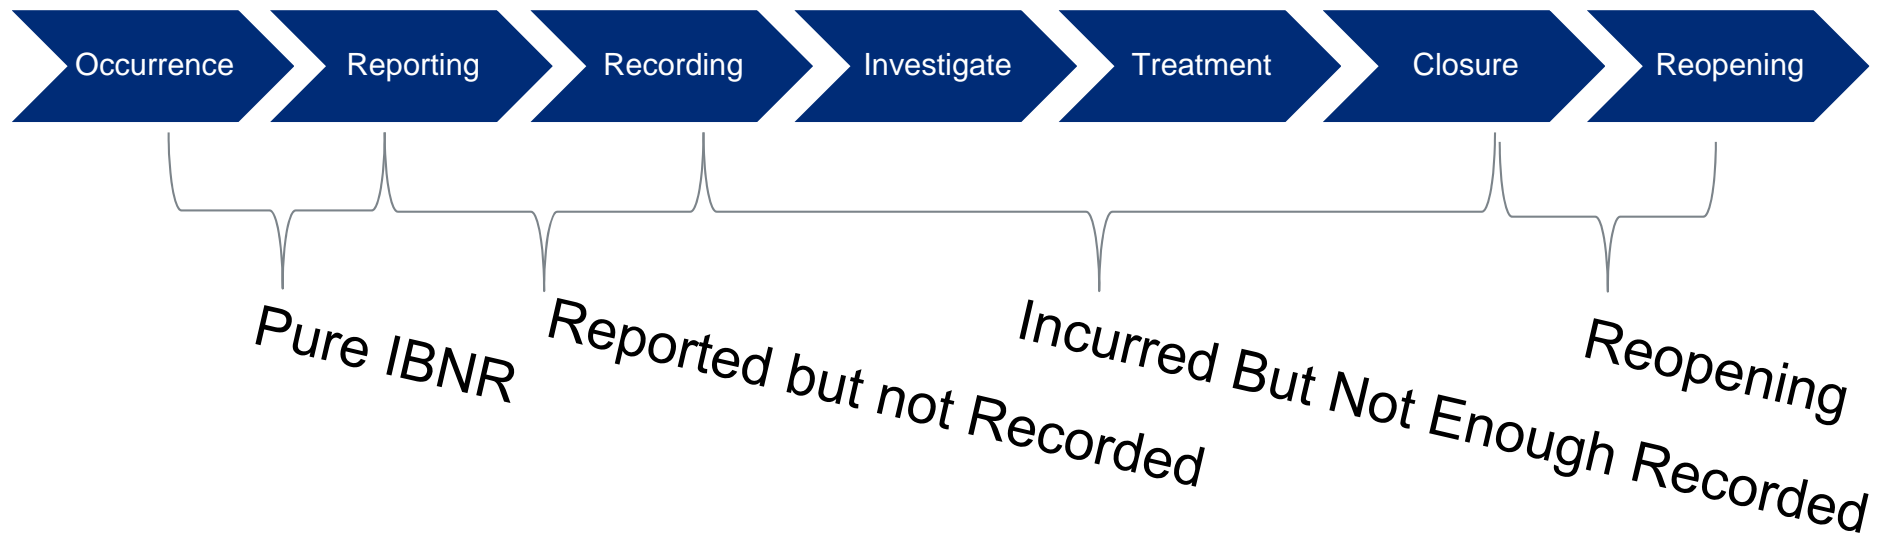 Occurrence
Reporting
Recording
Investigate
Treatment
Closure
Reopening
Pure IBNR
Reported but not Recorded
Incurred But Not Enough Recorded
Reopening